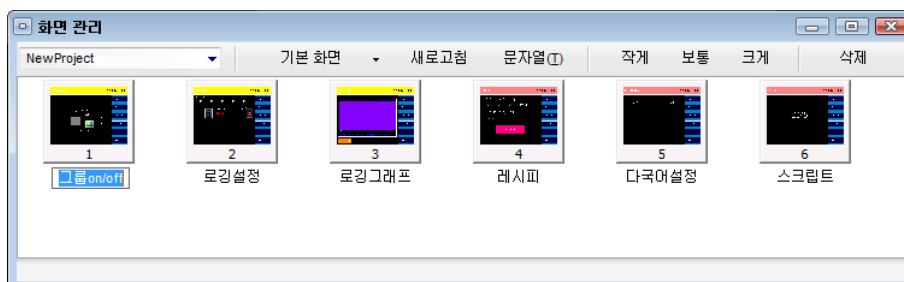 화면 관리
NewProject 기본 화면 새로고침 문자열(T) 작게 보통 크게 삭제
1 2 3 4 5 6
그룹on/off 로깅설정 로깅그래프 레시피 다국어설정 스크립트